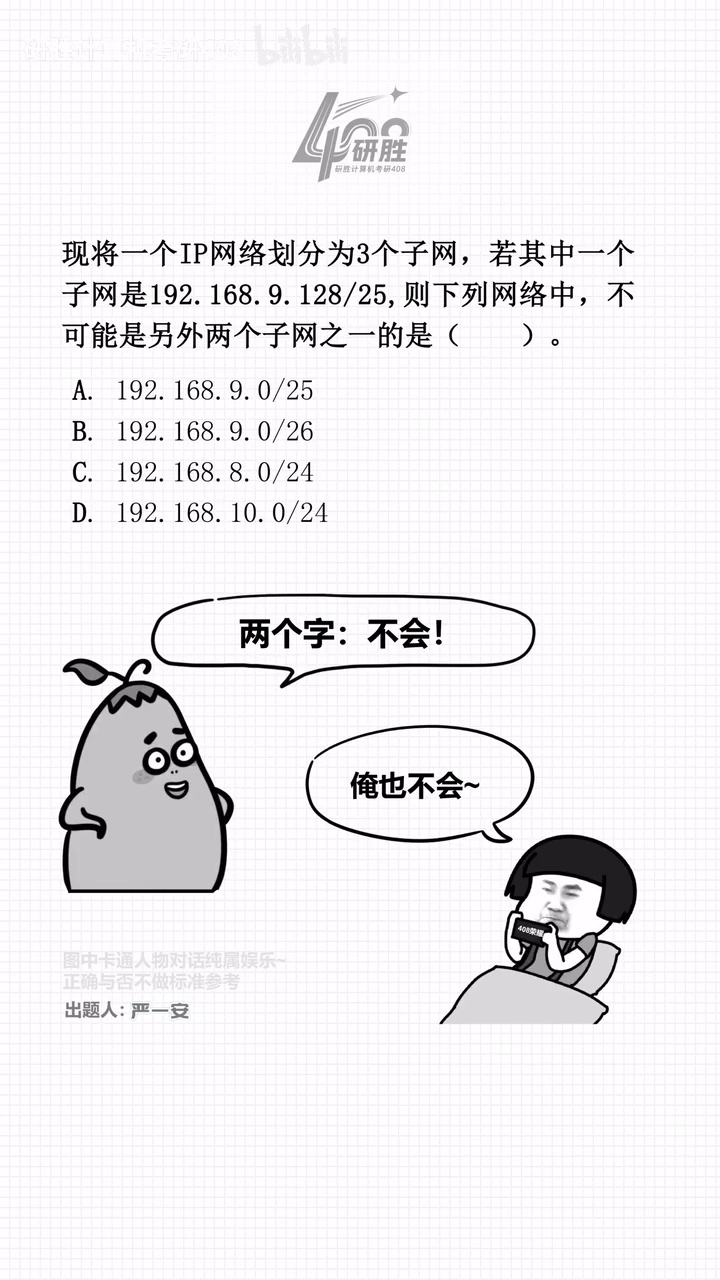 bilibili
408
研胜
研胜计算机考研408
现将一个IP网络划分为3个子网，若其中一个
子网是192.168.9.128/25,则下列网络中，不
可能是另外两个子网之一的是（　　）。
A. 192.168.9.0/25
B. 192.168.9.0/26
C. 192.168.8.0/24
D. 192.168.10.0/24
两个字：不会！
俺也不会~
408荣耀
图中卡通人物对话纯属娱乐~
正确与否不做标准参考
出题人：严一安